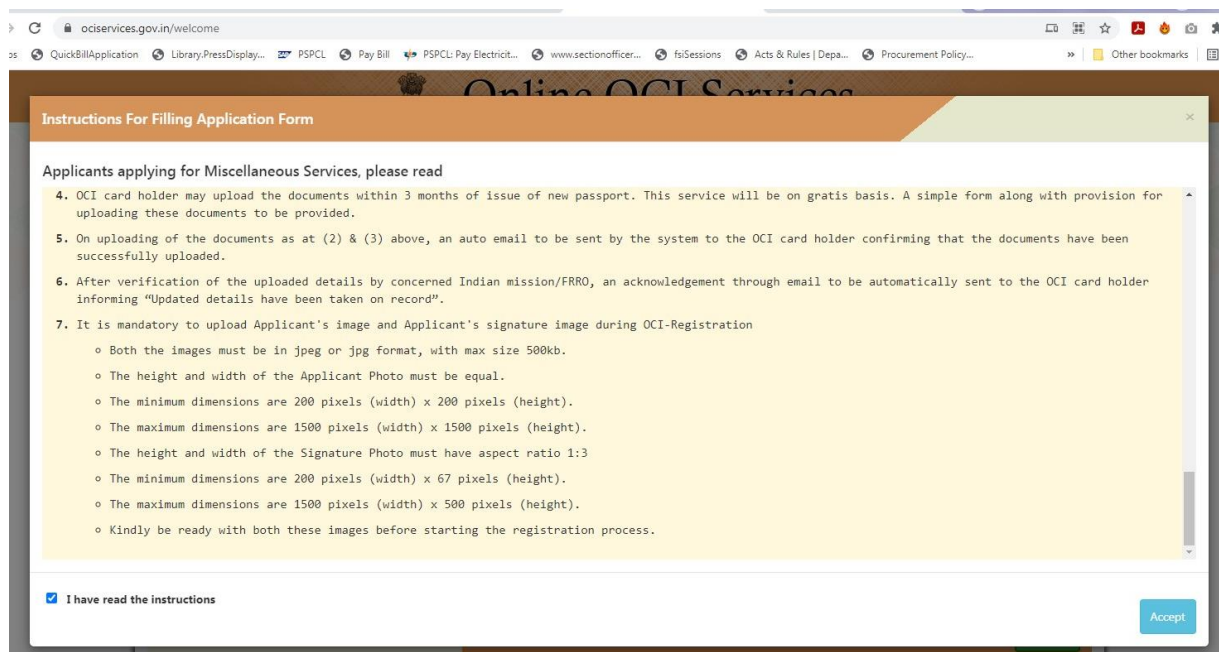 ociservices.gov.in/welcome
QuickBillApplication Library.PressDisplay... PSPCL Pay Bill PSPCL: Pay Electricit... www.sectionofficer... fsiSessions Acts & Rules | Depa... Procurement Policy... » Other bookmarks
Online OCI Services
Instructions For Filling Application Form ×
Applicants applying for Miscellaneous Services, please read
4. OCI card holder may upload the documents within 3 months of issue of new passport. This service will be on gratis basis. A simple form along with provision for
uploading these documents to be provided.
5. On uploading of the documents as at (2) & (3) above, an auto email to be sent by the system to the OCI card holder confirming that the documents have been
successfully uploaded.
6. After verification of the uploaded details by concerned Indian mission/FRRO, an acknowledgement through email to be automatically sent to the OCI card holder
informing “Updated details have been taken on record”.
7. It is mandatory to upload Applicant's image and Applicant's signature image during OCI-Registration
Both the images must be in jpeg or jpg format, with max size 500kb.
The height and width of the Applicant Photo must be equal.
The minimum dimensions are 200 pixels (width) x 200 pixels (height).
The maximum dimensions are 1500 pixels (width) x 1500 pixels (height).
The height and width of the Signature Photo must have aspect ratio 1:3
The minimum dimensions are 200 pixels (width) x 67 pixels (height).
The maximum dimensions are 1500 pixels (width) x 500 pixels (height).
Kindly be ready with both these images before starting the registration process.
I have read the instructions
Accept